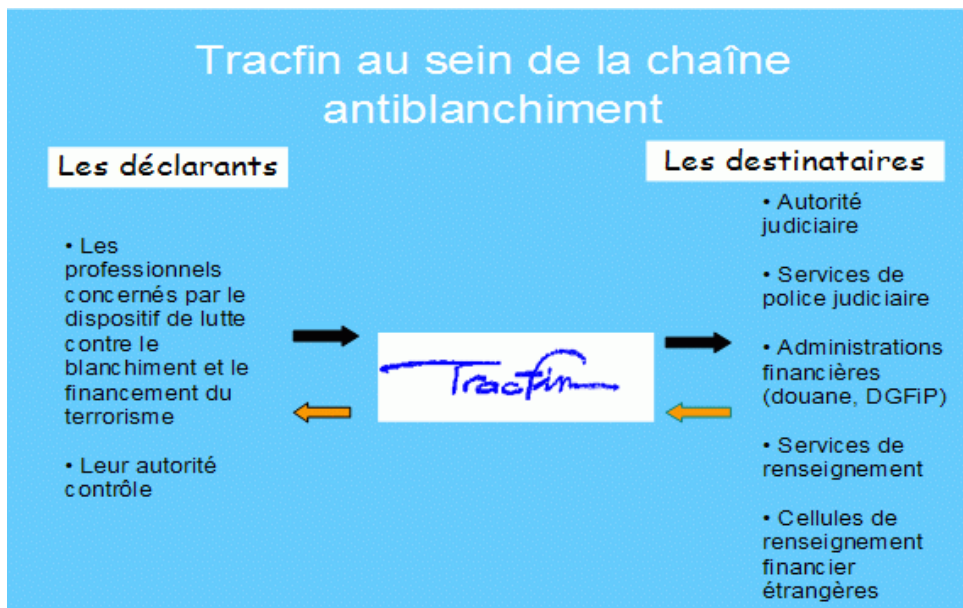 Tracfin au sein de la chaîne
antiblanchiment
Les déclarants
• Les
professionnels
concernés par le
dispositif de lutte
contre le
blanchiment et le
financement du
terrorisme
• Leur autorité
contrôle
Tracfin
Les destinataires
• Autorité
judiciaire
• Services de
police judiciaire
• Administrations
financières
(douane, DGFiP)
• Services de
renseignement
• Cellules de
renseignement
financier
étrangères